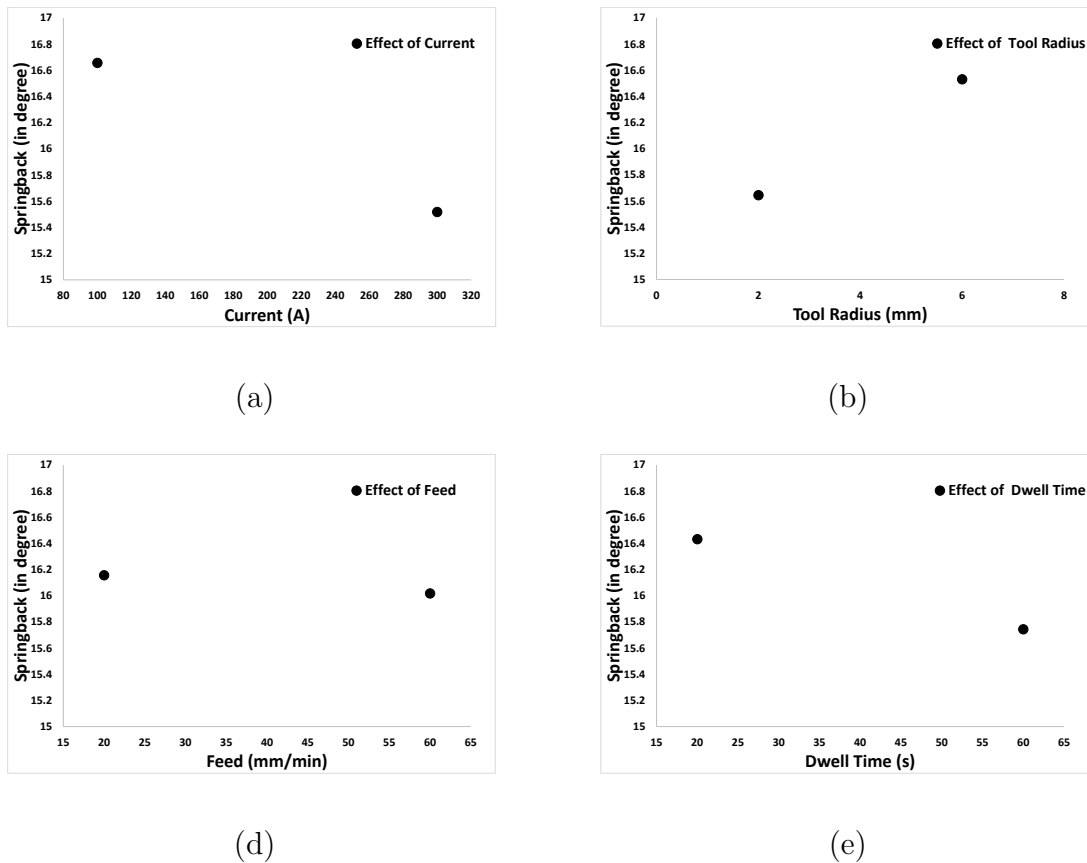 17
16.8
16.6
16.4
16.2
16
15.8
15.6
15.4
15.2
15
Springback (in degree)
Effect of Current
80 100 120 140 160 180 200 220 240 260 280 300 320
Current (A)
(a)
17
16.8
16.6
16.4
16.2
16
15.8
15.6
15.4
15.2
15
Springback (in degree)
Effect of Tool Radius
0 2 4 6 8
Tool Radius (mm)
(b)
17
16.8
16.6
16.4
16.2
16
15.8
15.6
15.4
15.2
15
Springback (in degree)
Effect of Feed
15 20 25 30 35 40 45 50 55 60 65
Feed (mm/min)
(d)
17
16.8
16.6
16.4
16.2
16
15.8
15.6
15.4
15.2
15
Springback (in degree)
Effect of Dwell Time
15 20 25 30 35 40 45 50 55 60 65
Dwell Time (s)
(e)